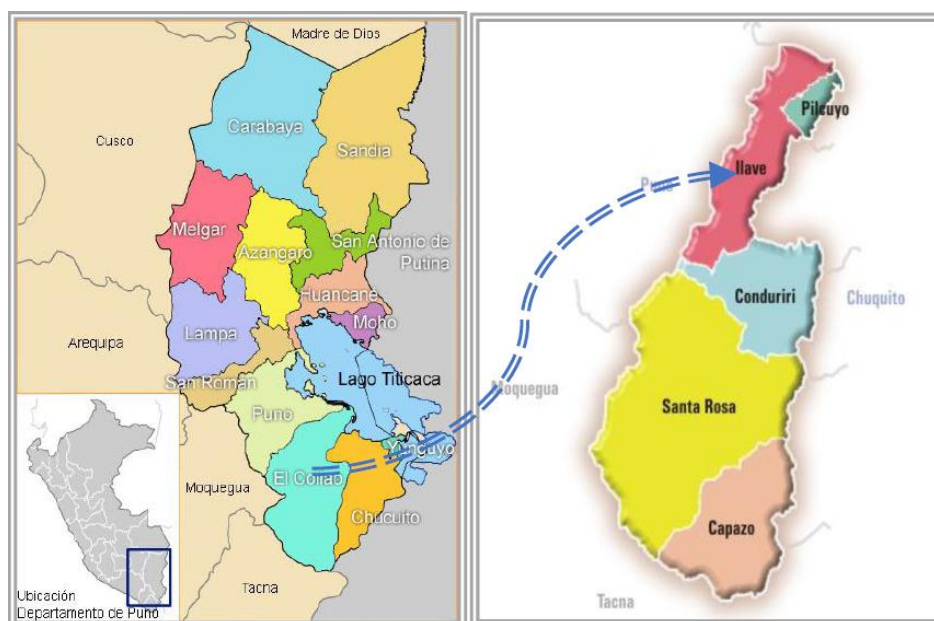 Madre de Dios
Carabaya
Cusco
Sandia
Melgar
Azangaro
San Antonio de
Putina
Huancane
Lampa
Moho
Arequipa
San Román
Lago Titicaca
Puno
Yunguyo
El Collao
Moquegua
Chucuito
Tacna
Ubicación
Departamento de Puno
Pilcuyo
Ilave
Puno
Conduriri
Chuquito
Moquegua
Santa Rosa
Capazo
Tacna